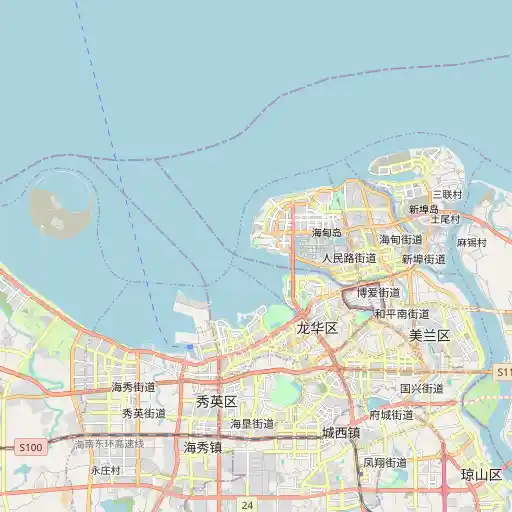 三联村
新埠岛
土尾村
海甸岛
海甸街道
麻锡村
人民路街道
新埠街道
博爱街道
和平南街道
龙华区
美兰区
S11
海秀街道
国兴街道
秀英区
秀英街道
府城街道
海垦街道
城西镇
海南东环高速线
S100
海秀镇
凤翔街道
永庄村
琼山区
24